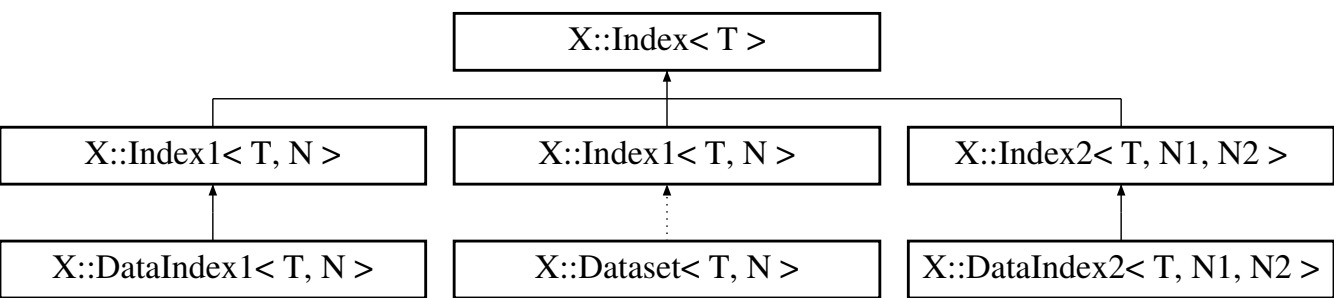 X::Index< T >
X::Index1< T, N >
X::Index1< T, N >
X::Index2< T, N1, N2 >
X::DataIndex1< T, N >
X::Dataset< T, N >
X::DataIndex2< T, N1, N2 >